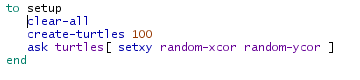 to setup
clear-all
create-turtles 100
ask turtles[ setxy random-xcor random-ycor ]
end